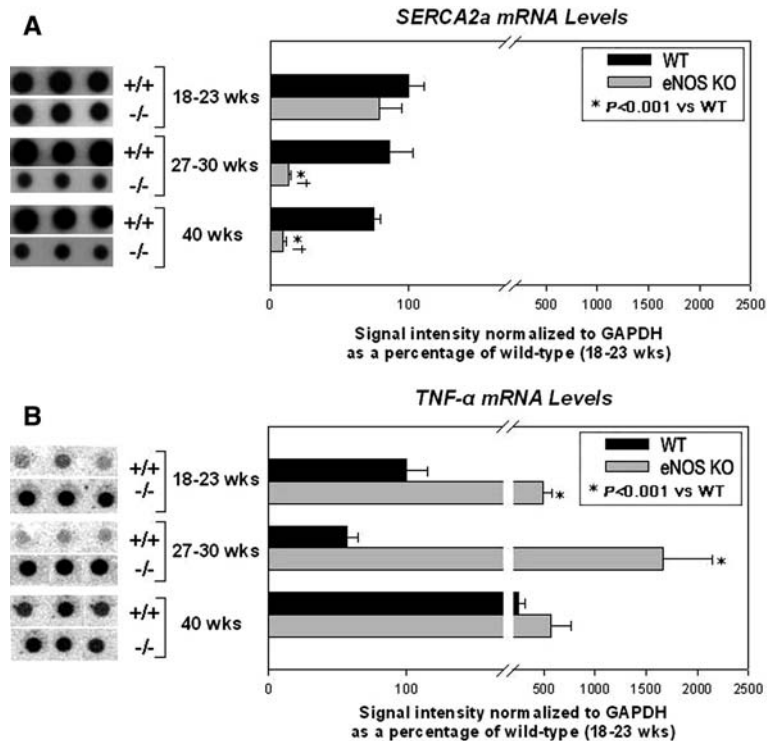 A
SERCA2a mRNA Levels
WT
eNOS KO
* P<0.001 vs WT
+/+
-/-
18-23 wks
+/+
-/-
27-30 wks
*
+/+
-/-
40 wks
*
0 100 500 1000 1500 2000 2500
Signal intensity normalized to GAPDH
as a percentage of wild-type (18-23 wks)
B
TNF-α mRNA Levels
WT
eNOS KO
* P<0.001 vs WT
+/+
-/-
18-23 wks
*
+/+
-/-
27-30 wks
*
+/+
-/-
40 wks
0 100 500 1000 1500 2000 2500
Signal intensity normalized to GAPDH
as a percentage of wild-type (18-23 wks)